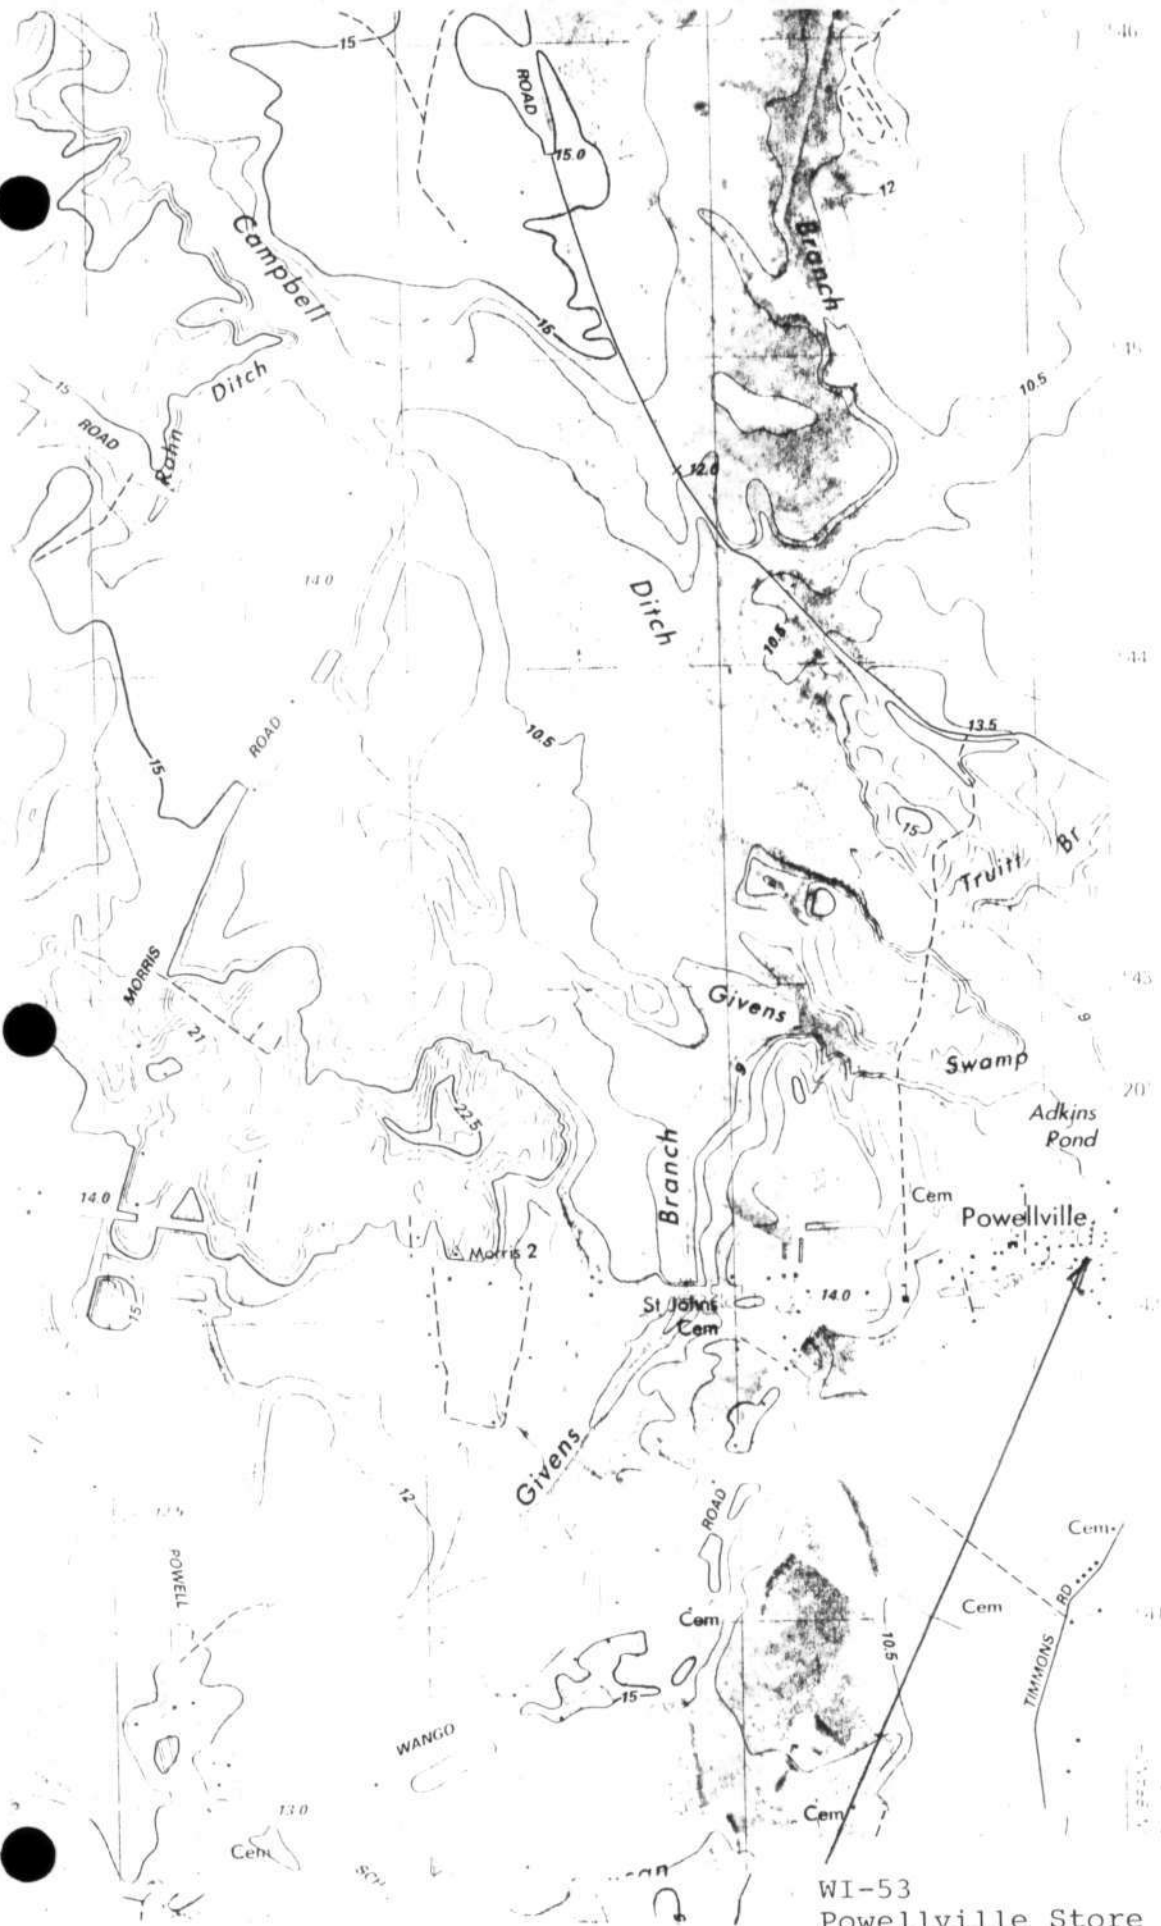 15
ROAD
15.0
12
Branch
Campbell
15
10.5
Ditch
15
ROAD
Rahn
12.0
14.0
Ditch
10.5
ROAD
10.5
13.5
15
15
Truitt Br
MORRIS
Givens
9
21
Swamp
9
22.5
Adkins
Pond
Branch
14.0
Cem
Powellville
Morris 2
St Johns
Cem
14.0
15
Givens
12
ROAD
POWELL
Cem
RD
Cem
Cem
10.5
TIMMONS
15
WANGO
13.0
Cem
Cem
WI-53
Powellville Store